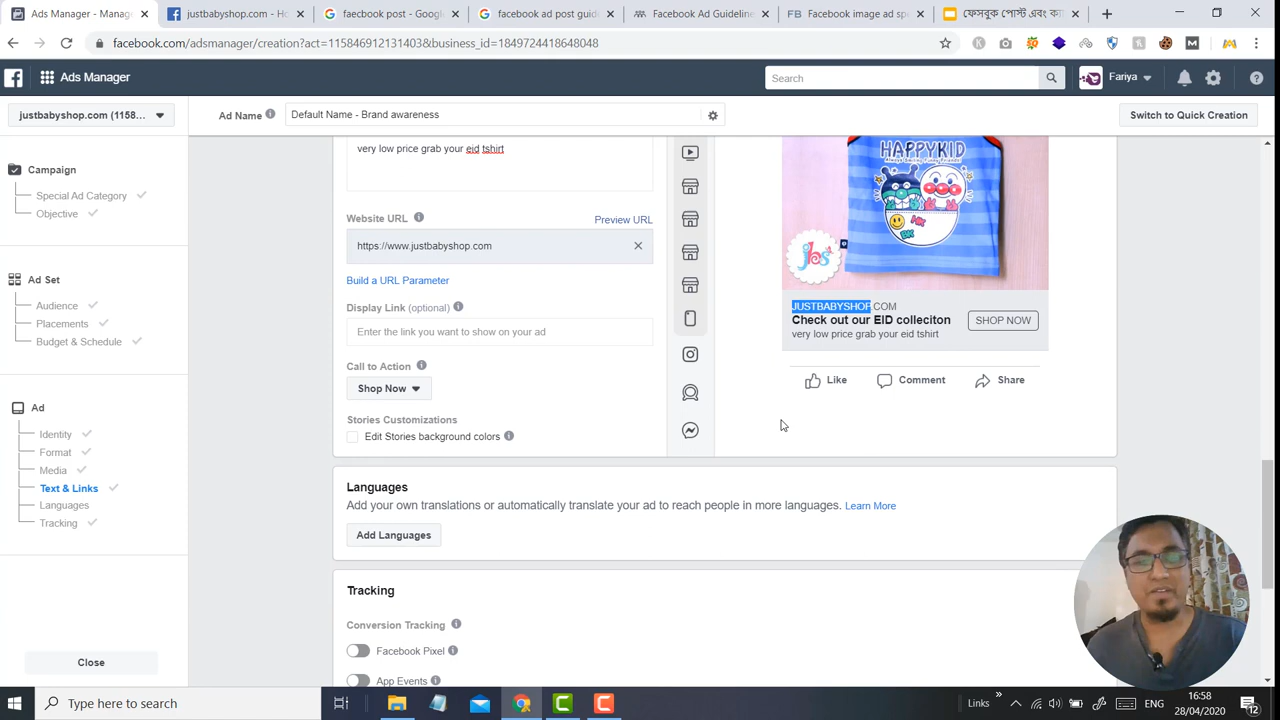 Ads Manager - Manag
justbabyshop.com - Ho
faecbook post - Googl
facebook ad post guid
Facebook Ad Guideline
Facebook image ad spe
ফেসবুক পোস্ট এবং ক্যা
facebook.com/adsmanager/creation?act=1158469121131403&business_id=1849724418648048
Ads Manager
Search
Fariya
justbabyshop.com (1158...
Ad Name
Default Name - Brand awareness
Switch to Quick Creation
Campaign
Special Ad Category
Objective
Ad Set
Audience
Placements
Budget & Schedule
Ad
Identity
Format
Media
Text & Links
Languages
Tracking
Close
very low price grab your eid tshirt
Website URL
Preview URL
https://www.justbabyshop.com
Build a URL Parameter
Display Link (optional)
Enter the link you want to show on your ad
Call to Action
Shop Now
Stories Customizations
Edit Stories background colors
HAPPYKID
jbs
JUSTBABYSHOP.COM
Check out our EID colleciton
very low price grab your eid tshirt
SHOP NOW
Like
Comment
Share
Languages
Add your own translations or automatically translate your ad to reach people in more languages. Learn More
Add Languages
Tracking
Conversion Tracking
Facebook Pixel
App Events
Type here to search
Links
ENG
16:58
28/04/2020
12